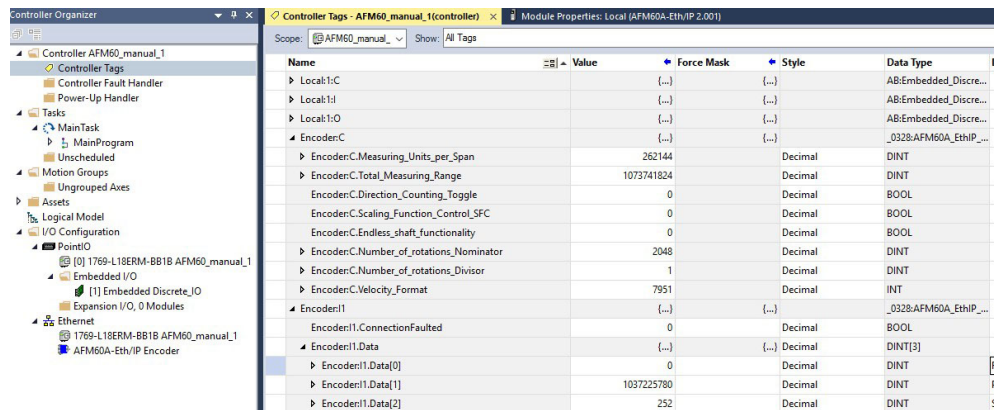 Controller Organizer
Controller AFM60_manual_1
Controller Tags
Controller Fault Handler
Power-Up Handler
Tasks
MainTask
MainProgram
Unscheduled
Motion Groups
Ungrouped Axes
Assets
Logical Model
I/O Configuration
PointIO
[0] 1769-L18ERM-BB1B AFM60_manual_1
Embedded I/O
[1] Embedded Discrete_IO
Expansion I/O, 0 Modules
Ethernet
1769-L18ERM-BB1B AFM60_manual_1
AFM60A-Eth/IP Encoder
Controller Tags - AFM60_manual_1(controller) Module Properties: Local (AFM60A-Eth/IP 2.001)
Scope: AFM60_manual_ Show: All Tags
Name Value Force Mask Style Data Type
Local:1:C {...} {...} AB:Embedded_Discre...
Local:1:I {...} {...} AB:Embedded_Discre...
Local:1:O {...} {...} AB:Embedded_Discre...
Encoder:C {...} {...} _0328:AFM60A_EthIP_...
Encoder:C.Measuring_Units_per_Span 262144 Decimal DINT
Encoder:C.Total_Measuring_Range 1073741824 Decimal DINT
Encoder:C.Direction_Counting_Toggle 0 Decimal BOOL
Encoder:C.Scaling_Function_Control_SFC 0 Decimal BOOL
Encoder:C.Endless_shaft_functionality 0 Decimal BOOL
Encoder:C.Number_of_rotations_Nominator 2048 Decimal DINT
Encoder:C.Number_of_rotations_Divisor 1 Decimal DINT
Encoder:C.Velocity_Format 7951 Decimal INT
Encoder:I1 {...} {...} _0328:AFM60A_EthIP_...
Encoder:I1.ConnectionFaulted 0 Decimal BOOL
Encoder:I1.Data {...} {...} Decimal DINT[3]
Encoder:I1.Data[0] 0 Decimal DINT
Encoder:I1.Data[1] 1037225780 Decimal DINT
Encoder:I1.Data[2] 252 Decimal DINT